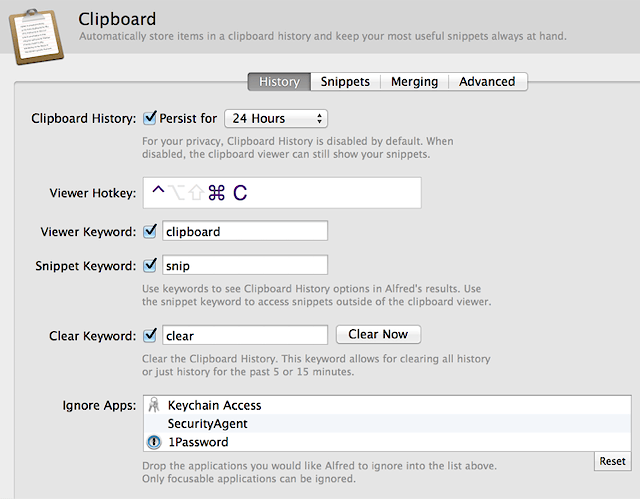 Clipboard
Automatically store items in a clipboard history and keep your most useful snippets always at hand.
History Snippets Merging Advanced
Clipboard History: Persist for 24 Hours
For your privacy, Clipboard History is disabled by default. When
disabled, the clipboard viewer can still show your snippets.
Viewer Hotkey: ^⌥⇧⌘ C
Viewer Keyword: clipboard
Snippet Keyword: snip
Use keywords to see Clipboard History options in Alfred's results. Use
the snippet keyword to access snippets outside of the clipboard viewer.
Clear Keyword: clear Clear Now
Clear the Clipboard History. This keyword allows for clearing all history
or just history for the past 5 or 15 minutes.
Ignore Apps: Keychain Access
SecurityAgent
1Password
Reset
Drop the applications you would like Alfred to ignore into the list above.
Only focusable applications can be ignored.